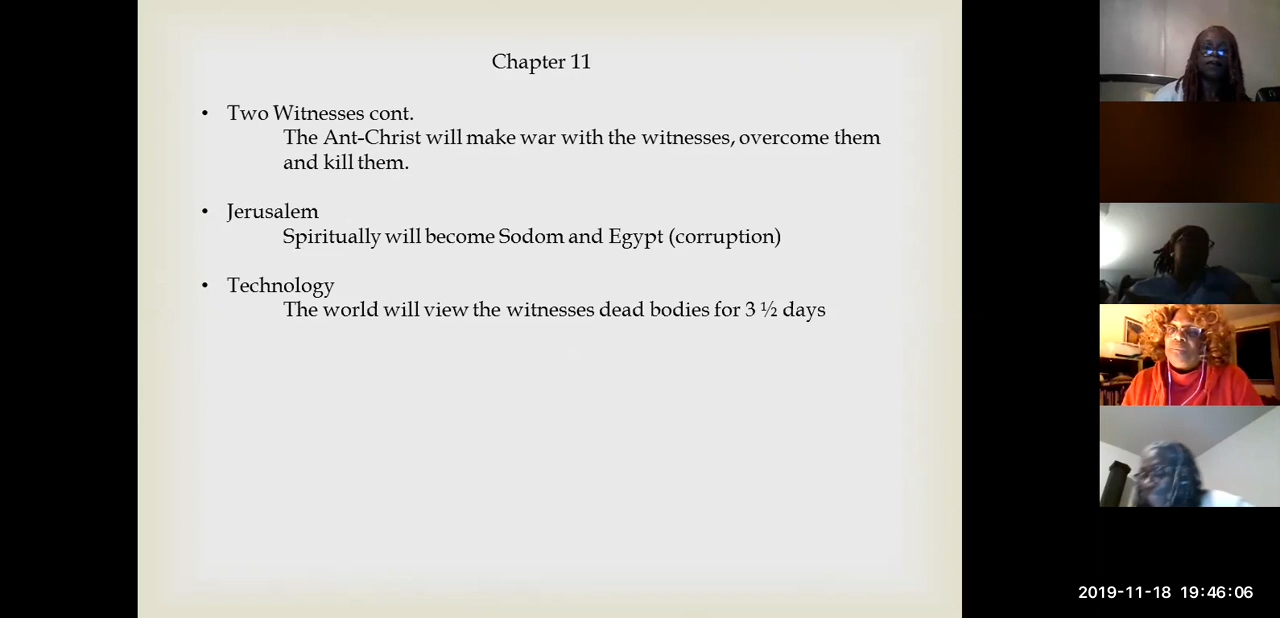 Chapter 11
• Two Witnesses cont.
The Ant-Christ will make war with the witnesses, overcome them
and kill them.
• Jerusalem
Spiritually will become Sodom and Egypt (corruption)
• Technology
The world will view the witnesses dead bodies for 3 ½ days
2019-11-18 19:46:06